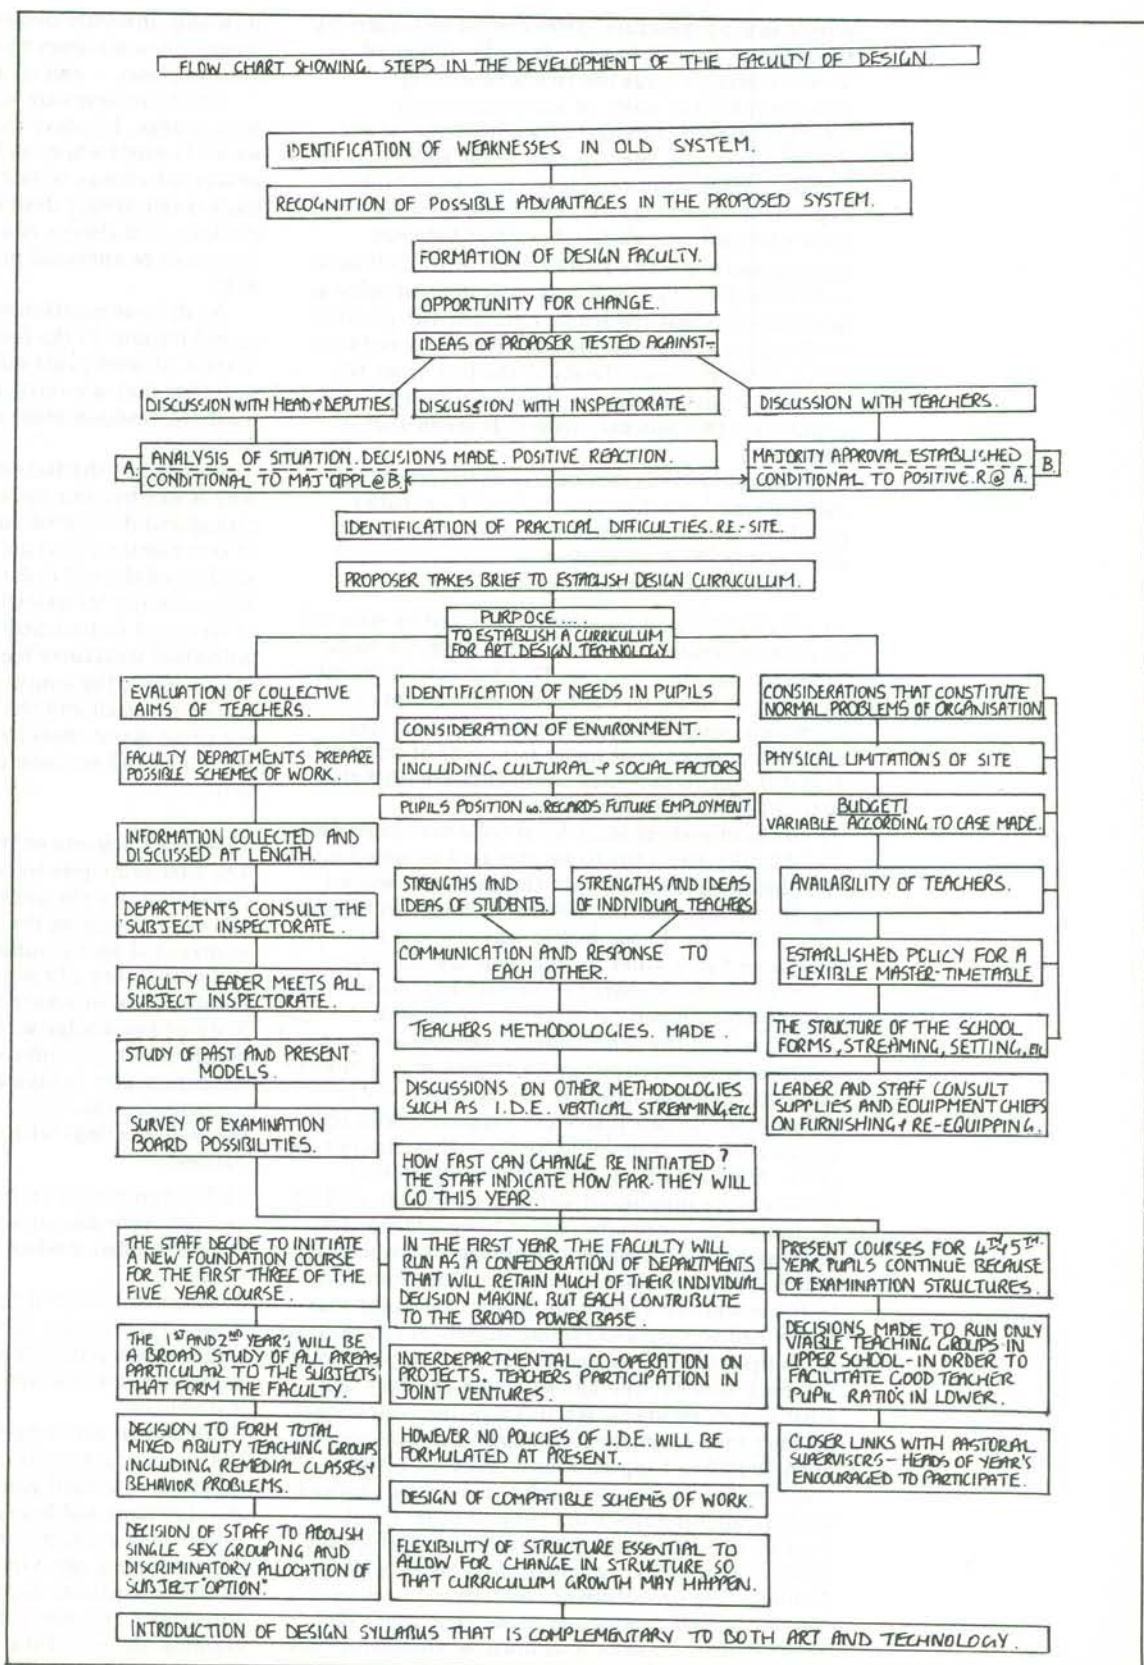 FLOW CHART SHOWING STEPS IN THE DEVELOPMENT OF THE FACULTY OF DESIGN.
IDENTIFICATION OF WEAKNESSES IN OLD SYSTEM.
RECOGNITION OF POSSIBLE ADVANTAGES IN THE PROPOSED SYSTEM.
FORMATION OF DESIGN FACULTY.
OPPORTUNITY FOR CHANGE.
IDEAS OF PROPOSER TESTED AGAINST-
DISCUSSION WITH HEAD & DEPUTIES.
DISCUSSION WITH INSPECTORATE
DISCUSSION WITH TEACHERS.
A.
ANALYSIS OF SITUATION. DECISIONS MADE. POSITIVE REACTION.
CONDITIONAL TO MAJ. APPL@B.
MAJORITY APPROVAL ESTABLISHED
CONDITIONAL TO POSITIVE.R.@ A.
B.
IDENTIFICATION OF PRACTICAL DIFFICULTIES. R.E.-SITE.
PROPOSER TAKES BRIEF TO ESTABLISH DESIGN CURRICULUM.
PURPOSE....
TO ESTABLISH A CURRICULUM
FOR ART. DESIGN. TECHNOLOGY
EVALUATION OF COLLECTIVE
AIMS OF TEACHERS.
FACULTY DEPARTMENTS PREPARE
POSSIBLE SCHEMES OF WORK.
INFORMATION COLLECTED AND
DISCUSSED AT LENGTH.
DEPARTMENTS CONSULT THE
SUBJECT INSPECTORATE.
FACULTY LEADER MEETS ALL
SUBJECT INSPECTORATE.
STUDY OF PAST AND PRESENT
MODELS.
SURVEY OF EXAMINATION
BOARD POSSIBILITIES.
IDENTIFICATION OF NEEDS IN PUPILS
CONSIDERATION OF ENVIRONMENT.
INCLUDING CULTURAL & SOCIAL FACTORS
PUPILS POSITION as REGARDS FUTURE EMPLOYMENT
STRENGTHS AND
IDEAS OF STUDENTS.
STRENGTHS AND IDEAS
OF INDIVIDUAL TEACHERS
COMMUNICATION AND RESPONSE TO
EACH OTHER.
TEACHERS METHODOLOGIES. MADE.
DISCUSSIONS ON OTHER METHODOLOGIES
SUCH AS I.D.E. VERTICAL STREAMING, etc.
HOW FAST CAN CHANGE BE INITIATED?
THE STAFF INDICATE HOW FAR THEY WILL
GO THIS YEAR.
CONSIDERATIONS THAT CONSTITUTE
NORMAL PROBLEMS OF ORGANISATION
PHYSICAL LIMITATIONS OF SITE
BUDGET!
VARIABLE ACCORDING TO CASE MADE.
AVAILABILITY OF TEACHERS.
ESTABLISHED POLICY FOR A
FLEXIBLE MASTER-TIMETABLE
THE STRUCTURE OF THE SCHOOL
FORMS, STREAMING, SETTING, etc
LEADER AND STAFF CONSULT
SUPPLIES AND EQUIPMENT CHIEFS
ON FURNISHING & RE-EQUIPPING.
THE STAFF DECIDE TO INITIATE
A NEW FOUNDATION COURSE
FOR THE FIRST THREE OF THE
FIVE YEAR COURSE.
THE 1ST AND 2ND YEARS WILL BE
A BROAD STUDY OF ALL AREAS
PARTICULAR TO THE SUBJECTS
THAT FORM THE FACULTY.
DECISION TO FORM TOTAL
MIXED ABILITY TEACHING GROUPS
INCLUDING REMEDIAL CLASSES &
BEHAVIOR PROBLEMS.
DECISION OF STAFF TO ABOLISH
SINGLE SEX GROUPING AND
DISCRIMINATORY ALLOCATION OF
SUBJECT "OPTION".
IN THE FIRST YEAR THE FACULTY WILL
RUN AS A CONFEDERATION OF DEPARTMENTS
THAT WILL RETAIN MUCH OF THEIR INDIVIDUAL
DECISION MAKING, BUT EACH CONTRIBUTE
TO THE BROAD POWER BASE.
INTERDEPARTMENTAL CO-OPERATION ON
PROJECTS. TEACHERS PARTICIPATION IN
JOINT VENTURES.
HOWEVER NO POLICIES OF I.D.E. WILL BE
FORMULATED AT PRESENT.
DESIGN OF COMPATIBLE SCHEMES OF WORK.
FLEXIBILITY OF STRUCTURE ESSENTIAL TO
ALLOW FOR CHANGE IN STRUCTURE SO
THAT CURRICULUM GROWTH MAY HAPPEN.
PRESENT COURSES FOR 4TH & 5TH
YEAR PUPILS CONTINUE BECAUSE
OF EXAMINATION STRUCTURES.
DECISIONS MADE TO RUN ONLY
VIABLE TEACHING GROUPS IN
UPPER SCHOOL - IN ORDER TO
FACILITATE GOOD TEACHER
PUPIL RATIOS IN LOWER.
CLOSER LINKS WITH PASTORAL
SUPERVISORS - HEADS OF YEAR'S
ENCOURAGED TO PARTICIPATE.
INTRODUCTION OF DESIGN SYLLABUS THAT IS COMPLEMENTARY TO BOTH ART AND TECHNOLOGY.